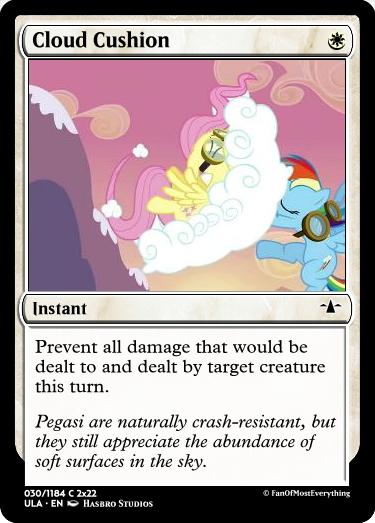 Cloud Cushion
Instant
Prevent all damage that would be
dealt to and dealt by target creature
this turn.
Pegasi are naturally crash-resistant, but
they still appreciate the abundance of
soft surfaces in the sky.
030/1184 C 2x22
ULA • EN Hasbro Studios
© FanOfMostEverything